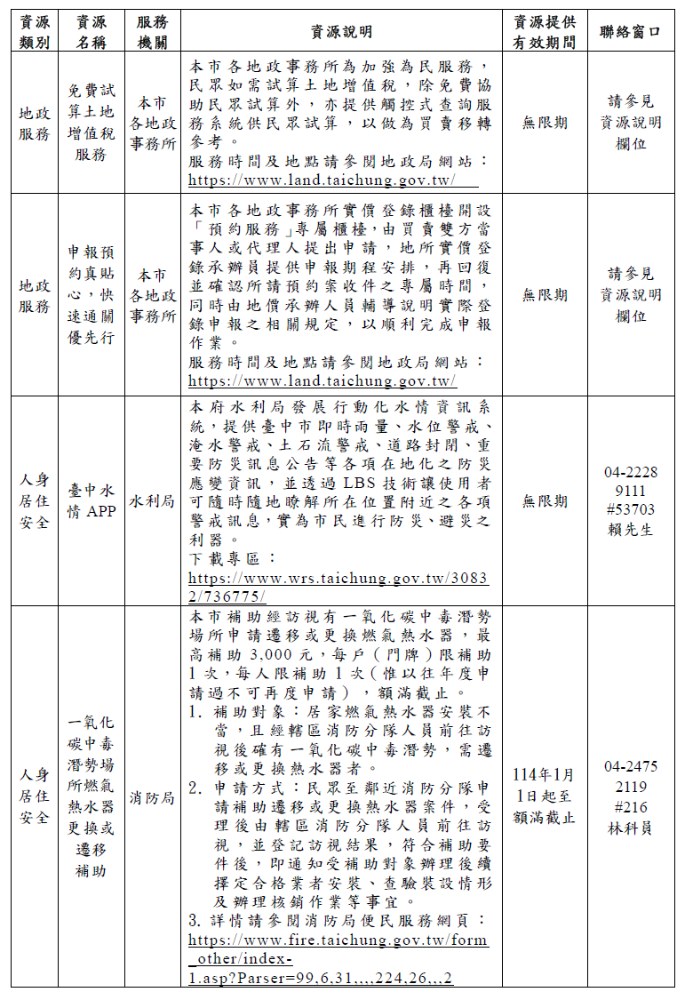 資源
類別
資源
名稱
服務
機關
資源說明
資源提供
有效期間
聯絡窗口
地政
服務
免費試
算土地
增值稅
服務
本市
各地政
事務所
本市各地政事務所為加強為民服務，
民眾如需試算土地增值稅，除免費協
助民眾試算外，亦提供觸控式查詢服
務系統供民眾試算，以做為買賣移轉
參考。
服務時間及地點請參閱地政局網站：
https://www.land.taichung.gov.tw/
無限期
請參見
資源說明
欄位
地政
服務
申報預
約真貼
心，快
速通關
優先行
本市
各地政
事務所
本市各地政事務所實價登錄櫃檯開設
「預約服務」專屬櫃檯，由買賣雙方當
事人或代理人提出申請，地所實價登
錄承辦員提供申報期程安排，再回復
並確認所請預約案收件之專屬時間，
同時由地價承辦人員輔導說明實際登
錄申報之相關規定，以順利完成申報
作業。
服務時間及地點請參閱地政局網站：
https://www.land.taichung.gov.tw/
無限期
請參見
資源說明
欄位
人身
居住
安全
臺中水
情 APP
水利局
本府水利局發展行動化水情資訊系
統，提供臺中市即時雨量、水位警戒、
淹水警戒、土石流警戒、道路封閉、重
要防災訊息公告等各項在地化之防災
應變資訊，並透過 LBS 技術讓使用者
可隨時隨地瞭解所在位置附近之各項
警戒訊息，實為市民進行防災、避災之
利器。
下載專區：
https://www.wrs.taichung.gov.tw/3083
2/736775/
無限期
04-2228
9111
#53703
賴先生
人身
居住
安全
一氧化
碳中毒
潛勢場
所燃氣
熱水器
更換或
遷移
補助
消防局
本市補助經訪視有一氧化碳中毒潛勢
場所申請遷移或更換燃氣熱水器，最
高補助 3,000 元，每戶（門牌）限補助
1 次，每人限補助 1 次（惟以往年度申
請過不可再度申請），額滿截止。
1. 補助對象：居家燃氣熱水器安裝不
當，且經轄區消防分隊人員前往訪
視後確有一氧化碳中毒潛勢，需遷
移或更換熱水器者。
2. 申請方式：民眾至鄰近消防分隊申
請補助遷移或更換熱水器案件，受
理後由轄區消防分隊人員前往訪
視，並登記訪視結果，符合補助要
件後，即通知受補助對象辦理後續
擇定合格業者安裝、查驗裝設情形
及辦理核銷作業等事宜。
3. 詳情請參閱消防局便民服務網頁：
https://www.fire.taichung.gov.tw/form
_other/index-
1.asp?Parser=99,6,31,,,,224,26,,,2
114年1月
1日起至
額滿截止
04-2475
2119
#216
林科員